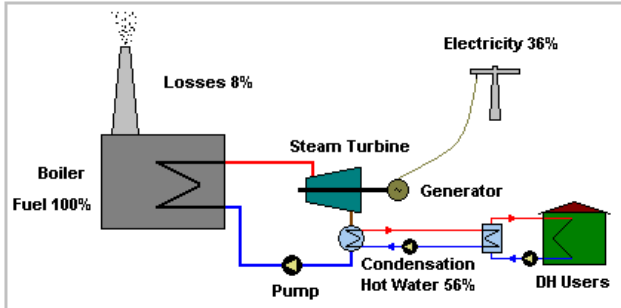 Electricity 36%
Losses 8%
Steam Turbine
Boiler
Generator
Fuel 100%
Condensation
Hot Water 56%
DH Users
Pump